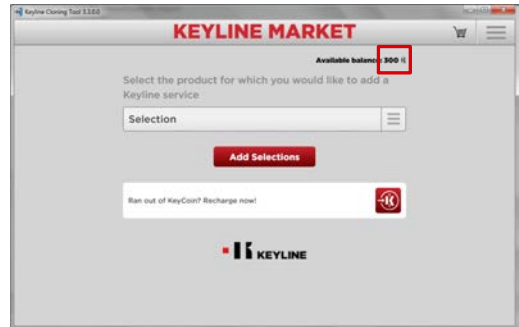 Keyline Cloning Tool 3.3.0.0
KEYLINE MARKET
Available balance: 300
Select the product for which you would like to add a
Keyline service
Selection
Add Selections
Ran out of KeyCoin? Recharge now!
KEYLINE